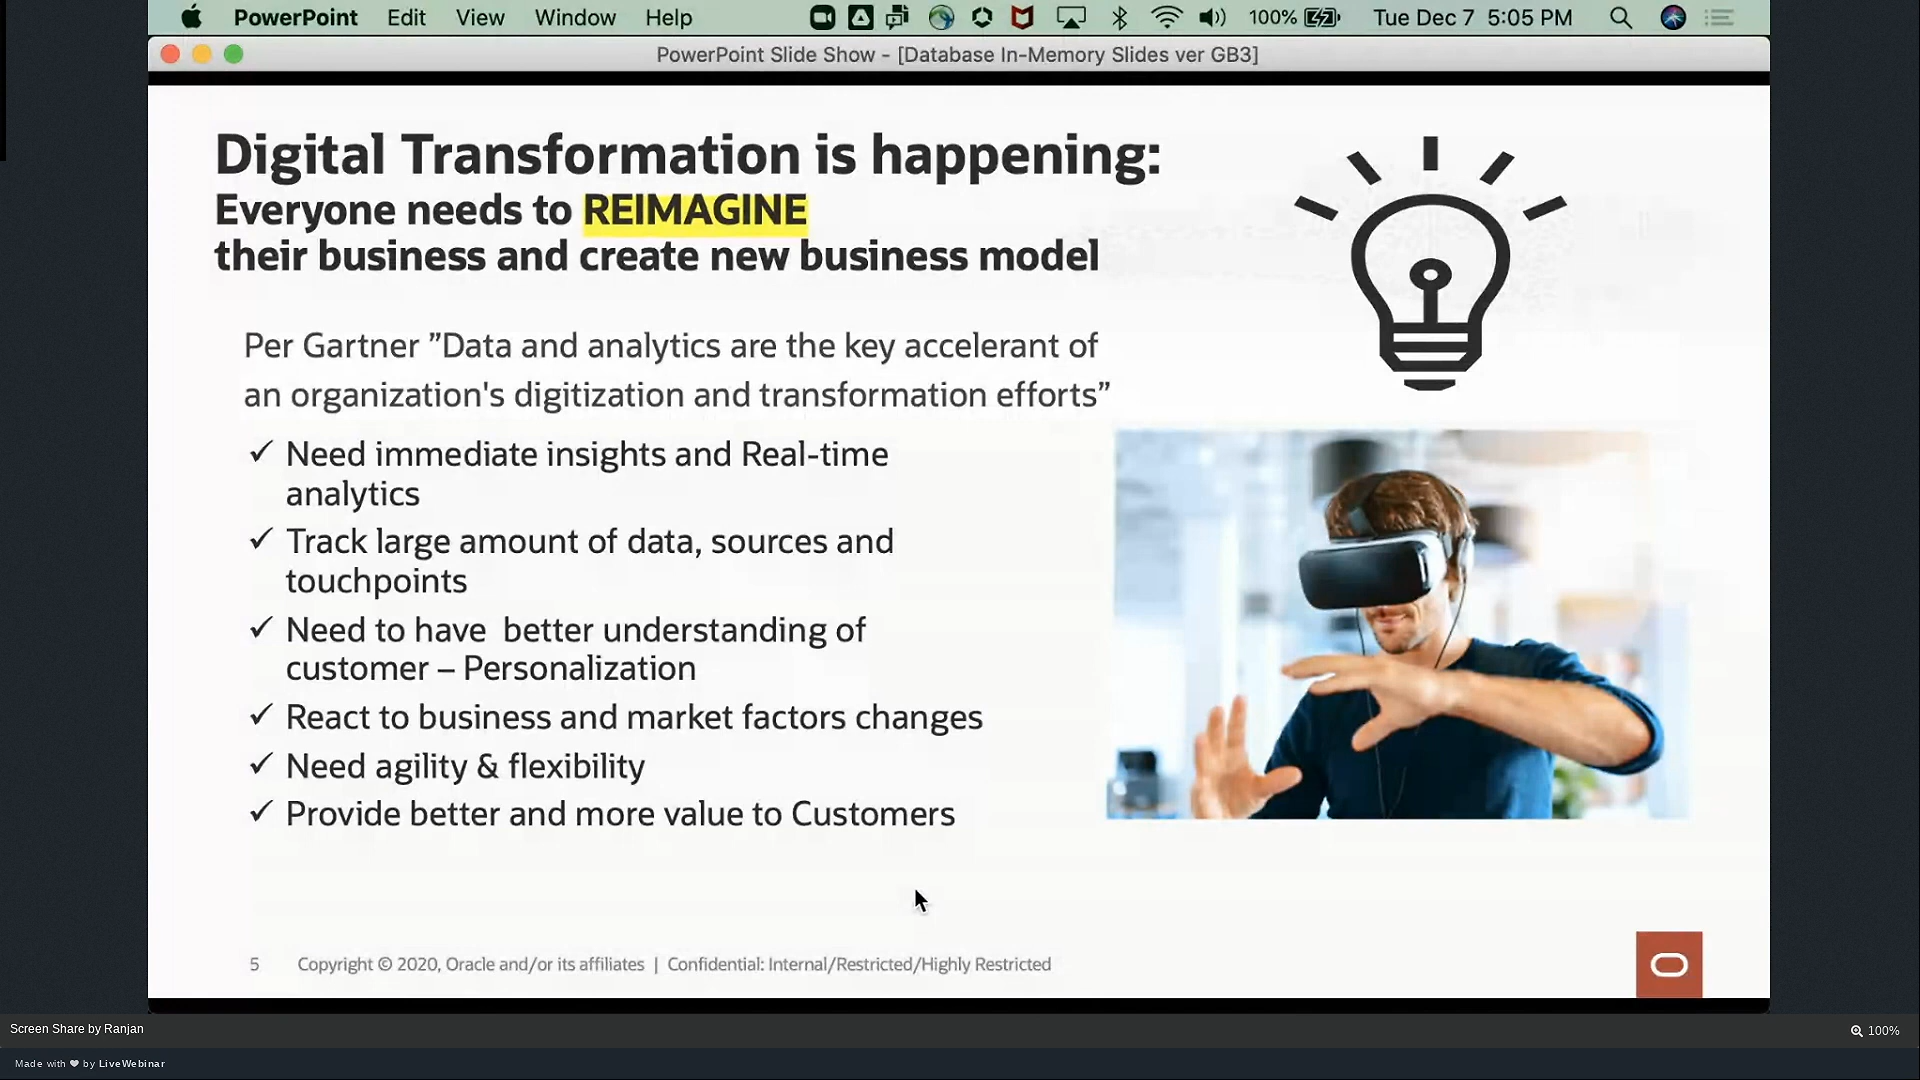 PowerPoint Edit View Window Help 100% Tue Dec 7 5:05 PM
PowerPoint Slide Show - [Database In-Memory Slides ver GB3]
Digital Transformation is happening:
Everyone needs to REIMAGINE
their business and create new business model
Per Gartner ”Data and analytics are the key accelerant of
an organization's digitization and transformation efforts”
✓ Need immediate insights and Real-time
analytics
✓ Track large amount of data, sources and
touchpoints
✓ Need to have  better understanding of
customer – Personalization
✓ React to business and market factors changes
✓ Need agility & flexibility
✓ Provide better and more value to Customers
5 Copyright © 2020, Oracle and/or its affiliates | Confidential: Internal/Restricted/Highly Restricted
Screen Share by Ranjan
100%
Made with ♥ by LiveWebinar